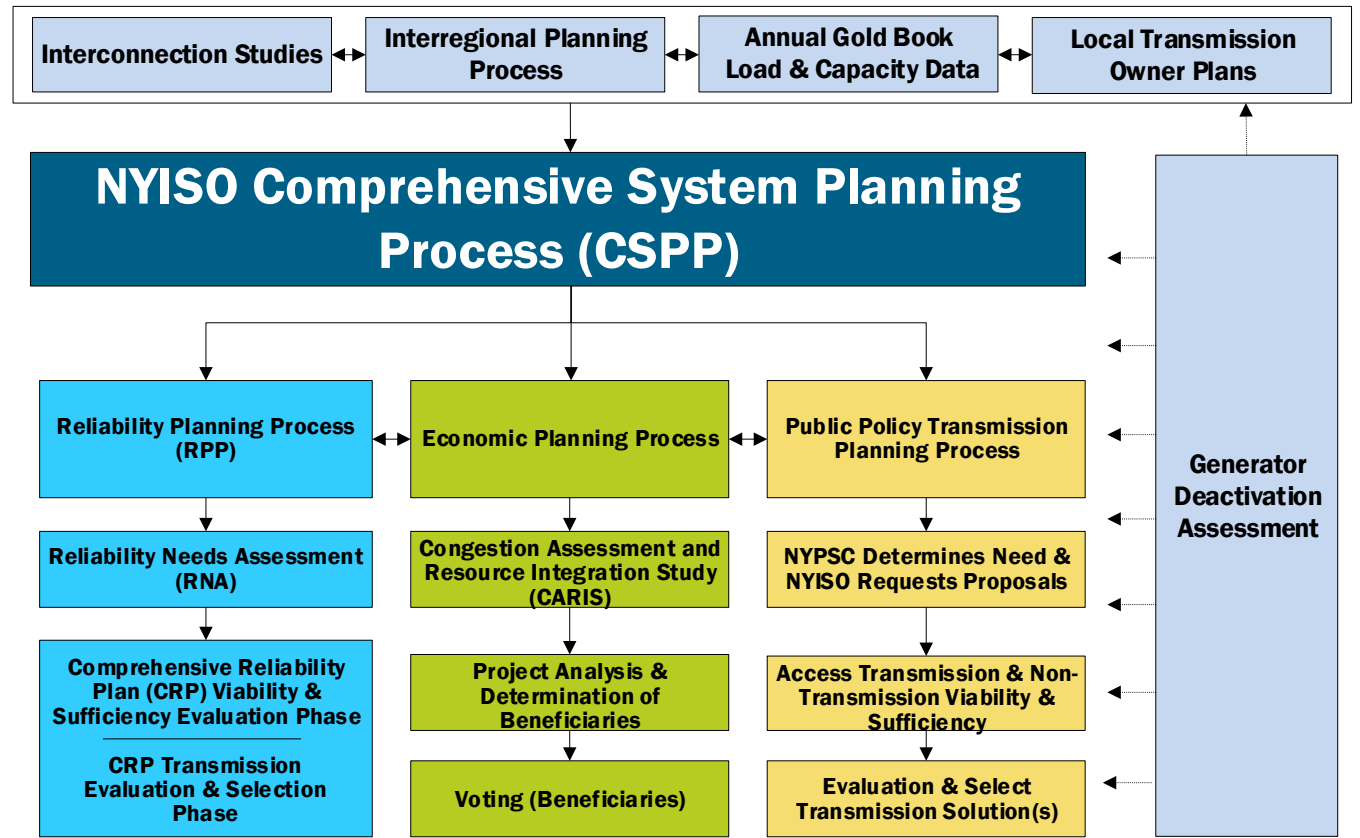 Interconnection Studies
Interregional Planning
Process
Annual Gold Book
Load & Capacity Data
Local Transmission
Owner Plans
NYISO Comprehensive System Planning
Process (CSPP)
Reliability Planning Process
(RPP)
Economic Planning Process
Public Policy Transmission
Planning Process
Generator
Deactivation
Assessment
Reliability Needs Assessment
(RNA)
Congestion Assessment and
Resource Integration Study
(CARIS)
NYPSC Determines Need &
NYISO Requests Proposals
Comprehensive Reliability
Plan (CRP) Viability &
Sufficiency Evaluation Phase
CRP Transmission
Evaluation & Selection
Phase
Project Analysis &
Determination of
Beneficiaries
Access Transmission & Non-
Transmission Viability &
Sufficiency
Voting (Beneficiaries)
Evaluation & Select
Transmission Solution(s)